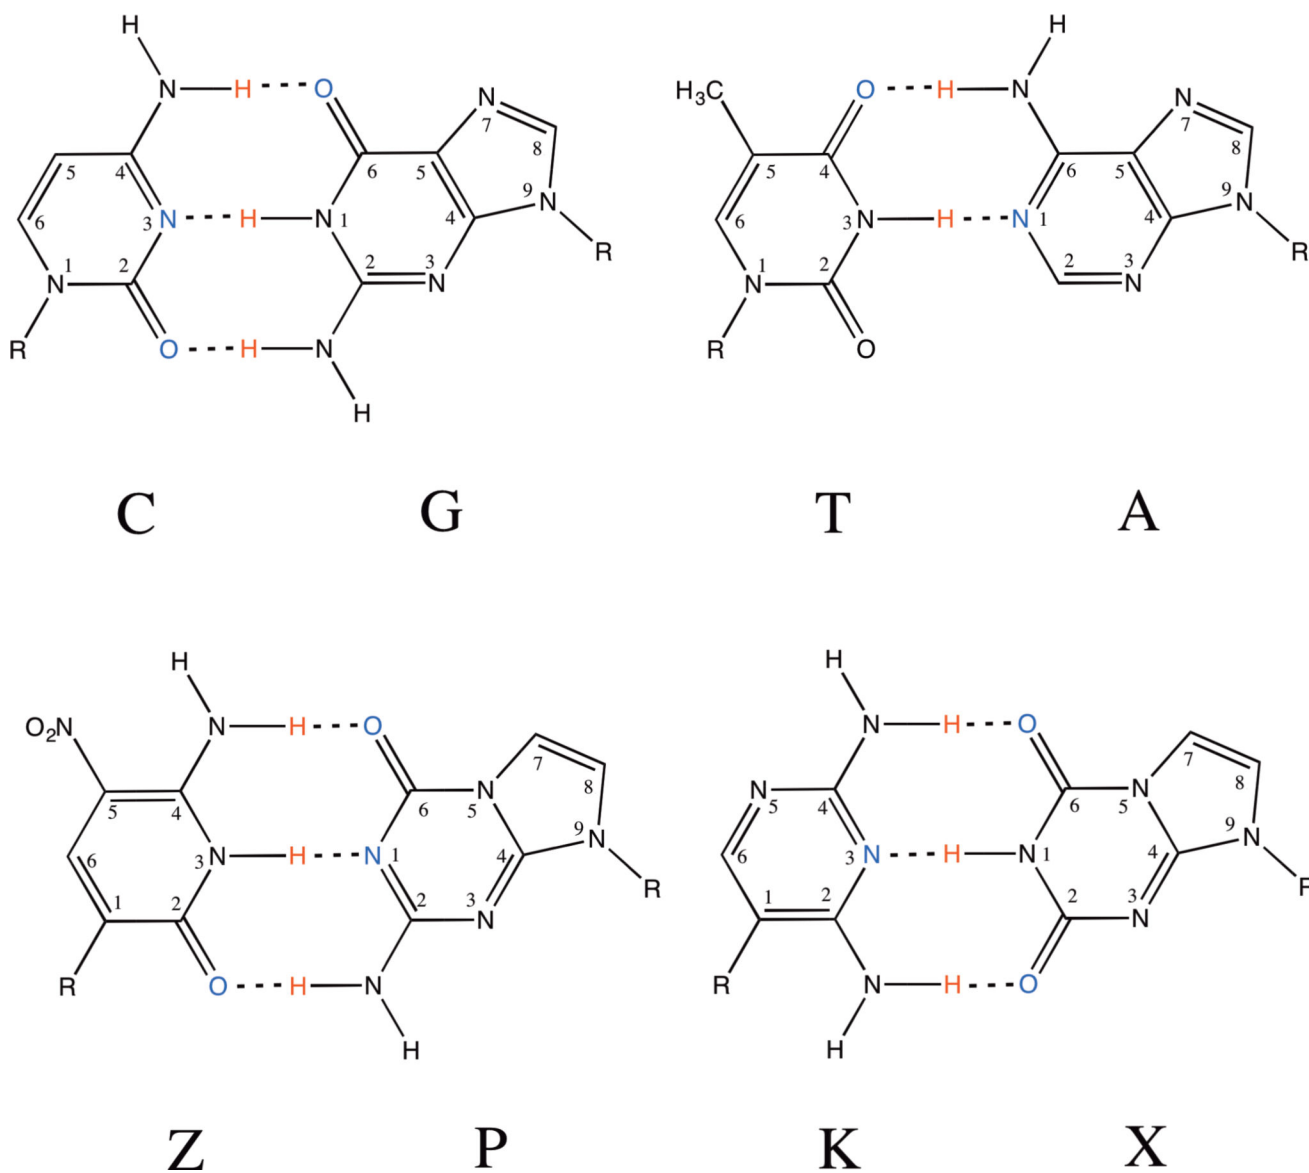 H H
N H O N O H N N
H₃C
7 7
8 8
5 4 6 5 5 4 6 5
9 N 9 N
6 3 N H N 1 4 6 3 N H N 1 4
R R
1 2 2 3 1 2 2 3
N N N N
R O H N R O
H
C G T A
H H
O₂N N H O N H O
7 7
8 8
5 4 6 5 N N 5 4 6 5 N
9 N 9 N
6 3 N H N 1 4 6 3 N H N 1 4
R R
1 2 2 3 N 1 2 2 3 N
R O H N R N H O
H H
Z P K X